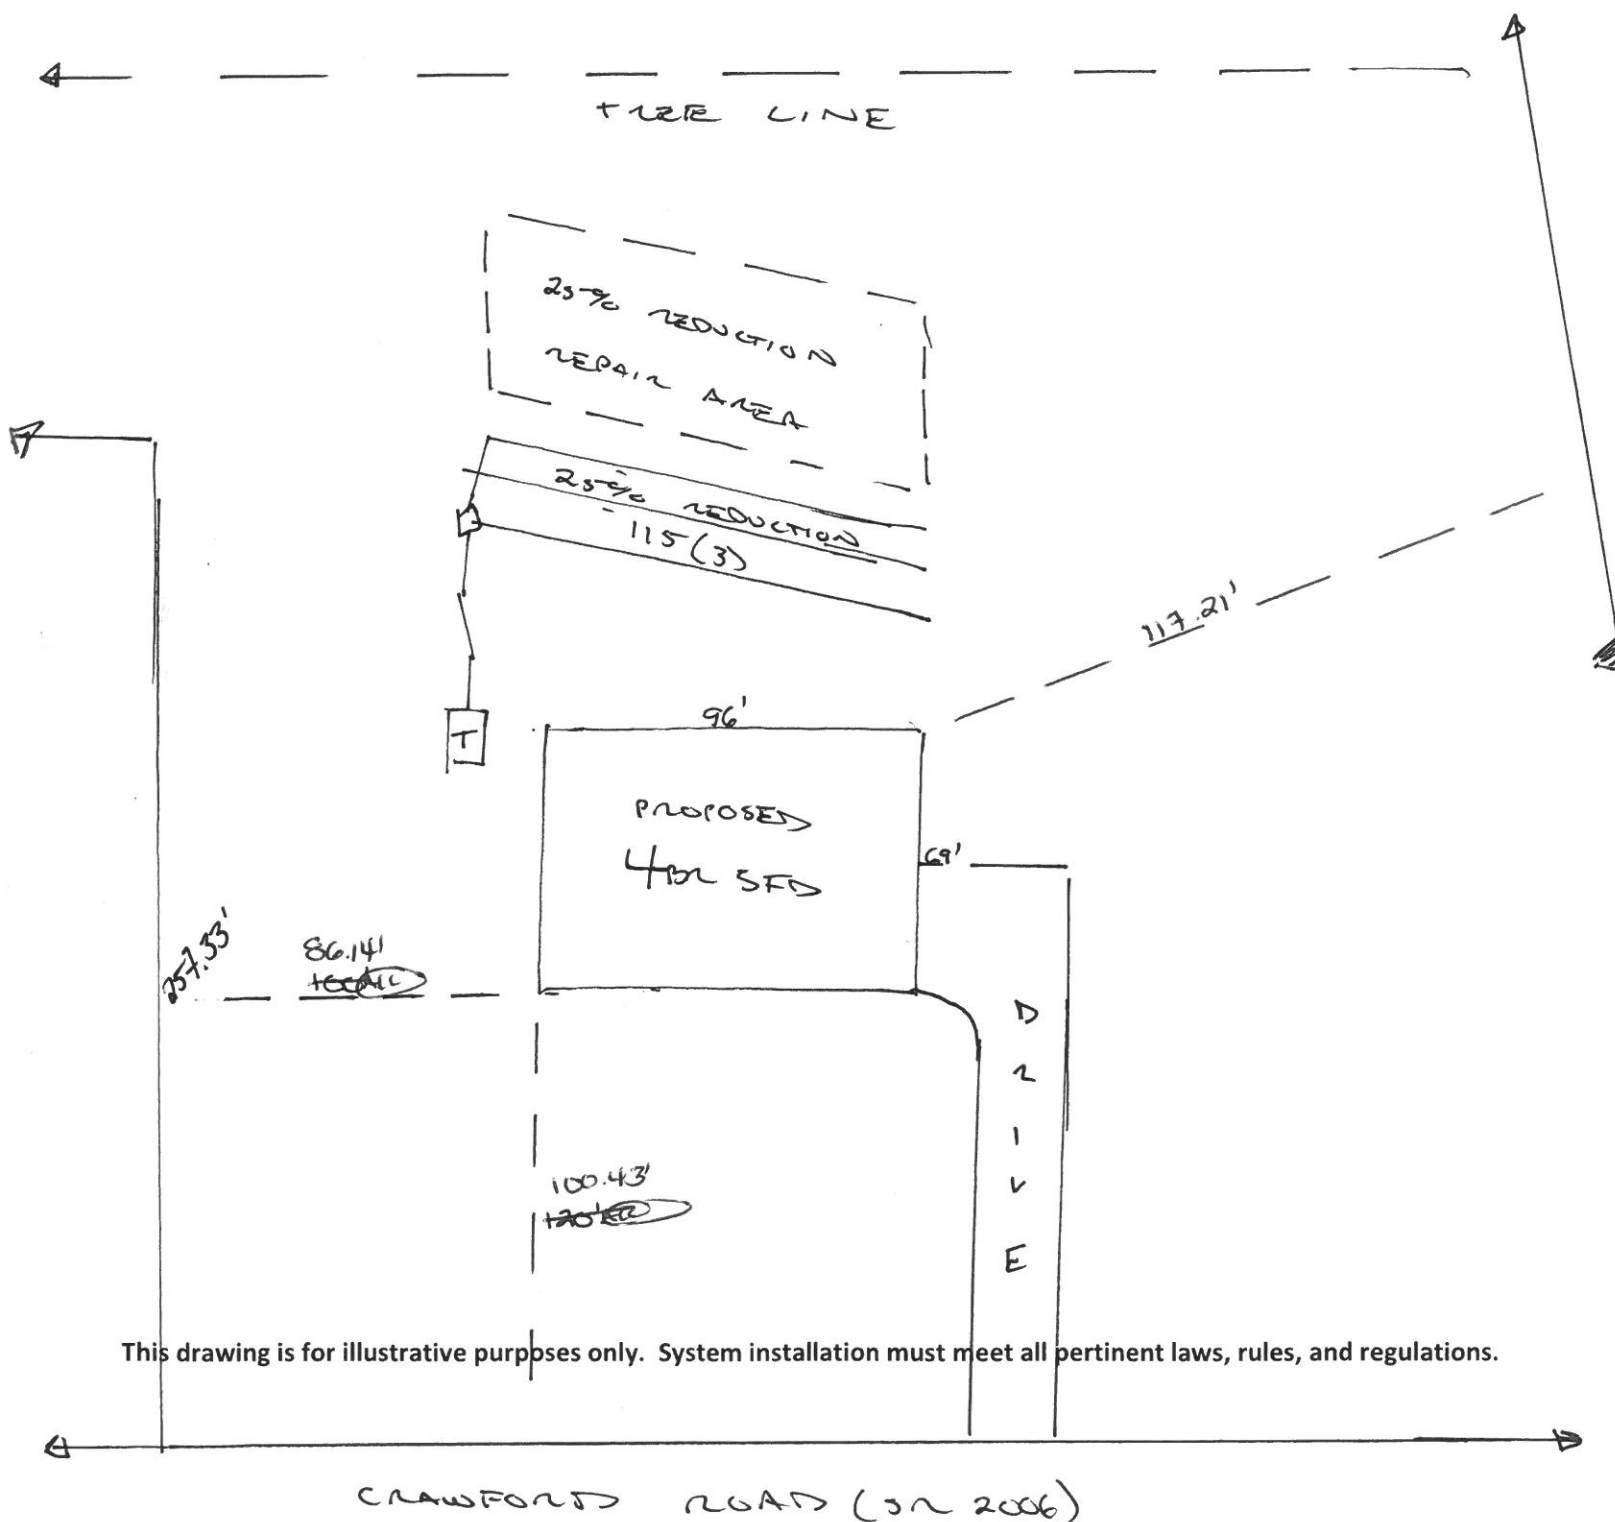 TREE LINE
25% REDUCTION
REPAIR AREA
25% REDUCTION
115 (3)
117.21'
T
96'
PROPOSED
4BR SFD
69'
257.33'
86.14'
100.43'
DRIVE
This drawing is for illustrative purposes only. System installation must meet all pertinent laws, rules, and regulations.
CRAWFORD ROAD (SR 2006)